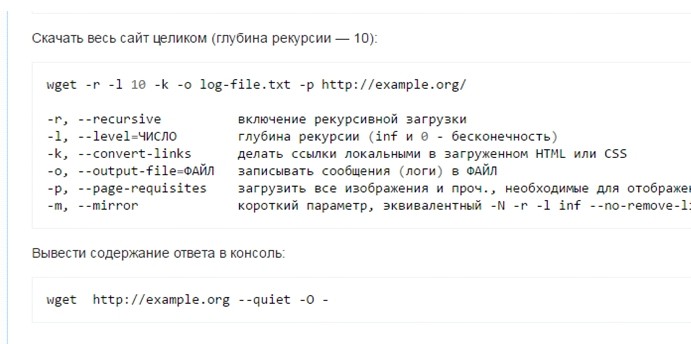 Скачать весь сайт целиком (глубина рекурсии — 10):
wget -r -l 10 -k -o log-file.txt -p http://example.org/
-r, --recursive включение рекурсивной загрузки
-l, --level=ЧИСЛО глубина рекурсии (inf и 0 - бесконечность)
-k, --convert-links делать ссылки локальными в загруженном HTML или CSS
-o, --output-file=ФАЙЛ записывать сообщения (логи) в ФАЙЛ
-p, --page-requisites загрузить все изображения и проч., необходимые для отображе
-m, --mirror короткий параметр, эквивалентный -N -r -l inf --no-remove-li
Вывести содержание ответа в консоль:
wget  http://example.org --quiet -O -